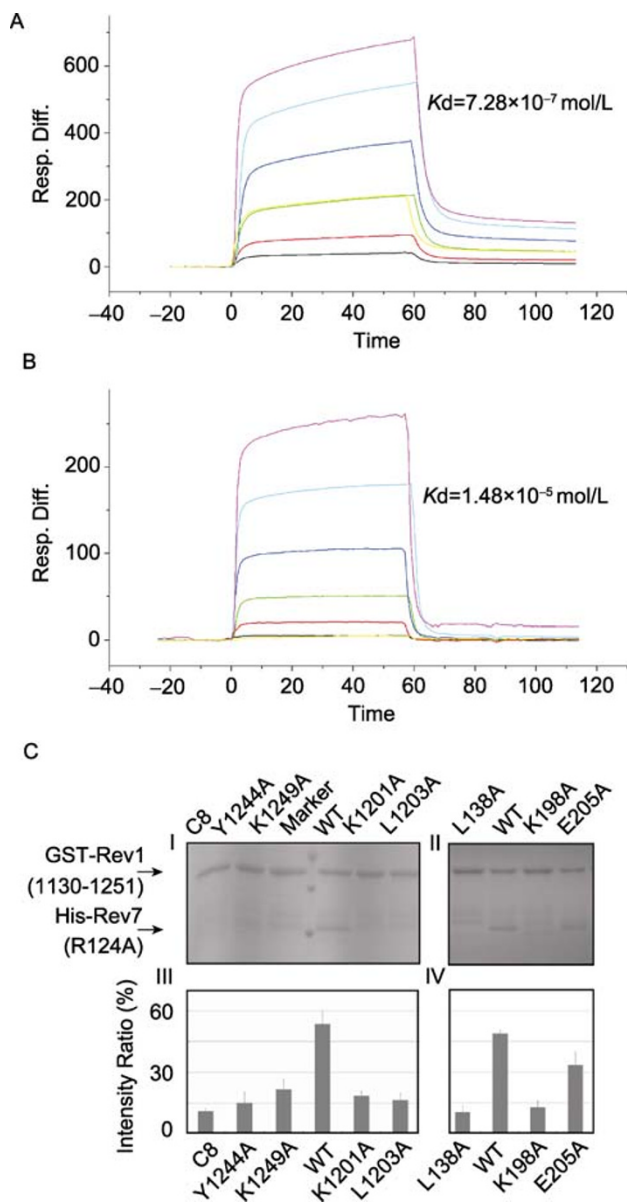 A
600
400
200
0
Resp. Diff.
Kd=7.28×10⁻⁷ mol/L
−40 −20 0 20 40 60 80 100 120
Time
B
200
100
0
Resp. Diff.
Kd=1.48×10⁻⁵ mol/L
−40 −20 0 20 40 60 80 100 120
Time
C
C8 Y1244A K1249A Marker WT K1201A L1203A
L138A WT K198A E205A
I II
GST-Rev1
(1130-1251)
His-Rev7
(R124A)
III IV
Intensity Ratio (%)
60
30
0
60
30
0
C8 Y1244A K1249A WT K1201A L1203A
L138A WT K198A E205A